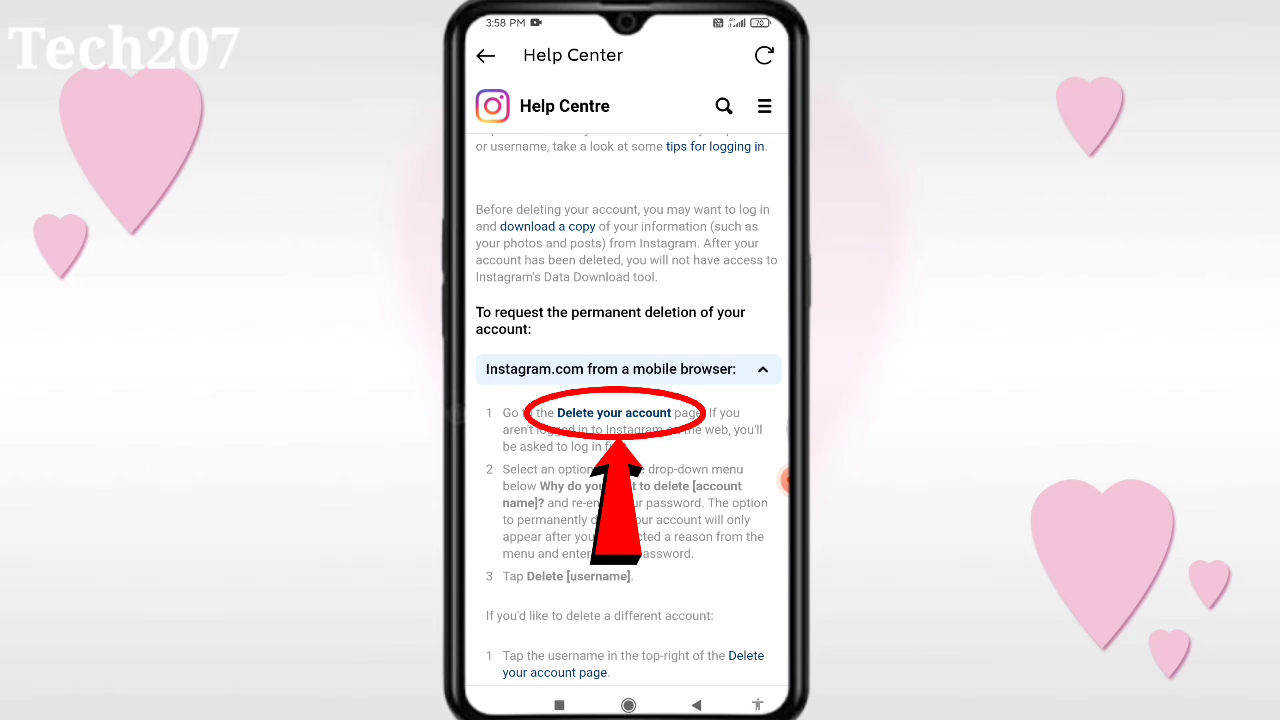 Tech207
3:58 PM
70
Help Center
Help Centre
or username, take a look at some tips for logging in.
Before deleting your account, you may want to log in
and download a copy of your information (such as
your photos and posts) from Instagram. After your
account has been deleted, you will not have access to
Instagram's Data Download tool.
To request the permanent deletion of your
account:
Instagram.com from a mobile browser:
1 Go to the Delete your account page. If you
aren't logged in to Instagram on the web, you'll
be asked to log in
2 Select an option drop-down menu
below Why do you to delete [account
name]? and password. The option
to permanently your account will only
appear after you a reason from the
menu and enter password.
3 Tap Delete [username].
If you'd like to delete a different account:
1 Tap the username in the top-right of the Delete
your account page.